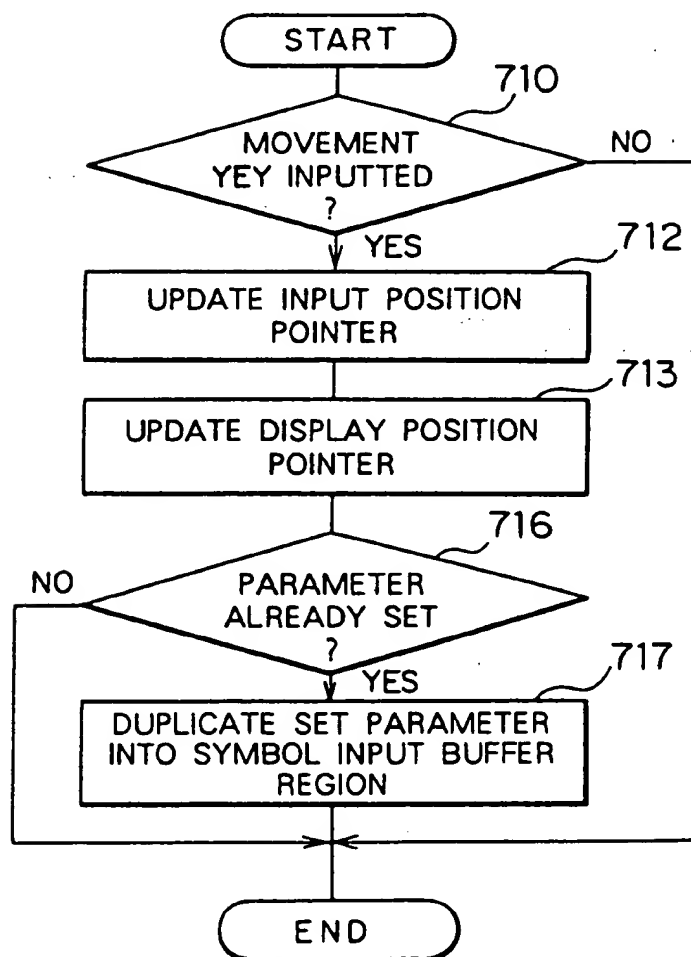 START
710
MOVEMENT
YEY INPUTTED
?
NO
YES
712
UPDATE INPUT POSITION
POINTER
713
UPDATE DISPLAY POSITION
POINTER
716
NO
PARAMETER
ALREADY SET
?
YES
717
DUPLICATE SET PARAMETER
INTO SYMBOL INPUT BUFFER
REGION
END